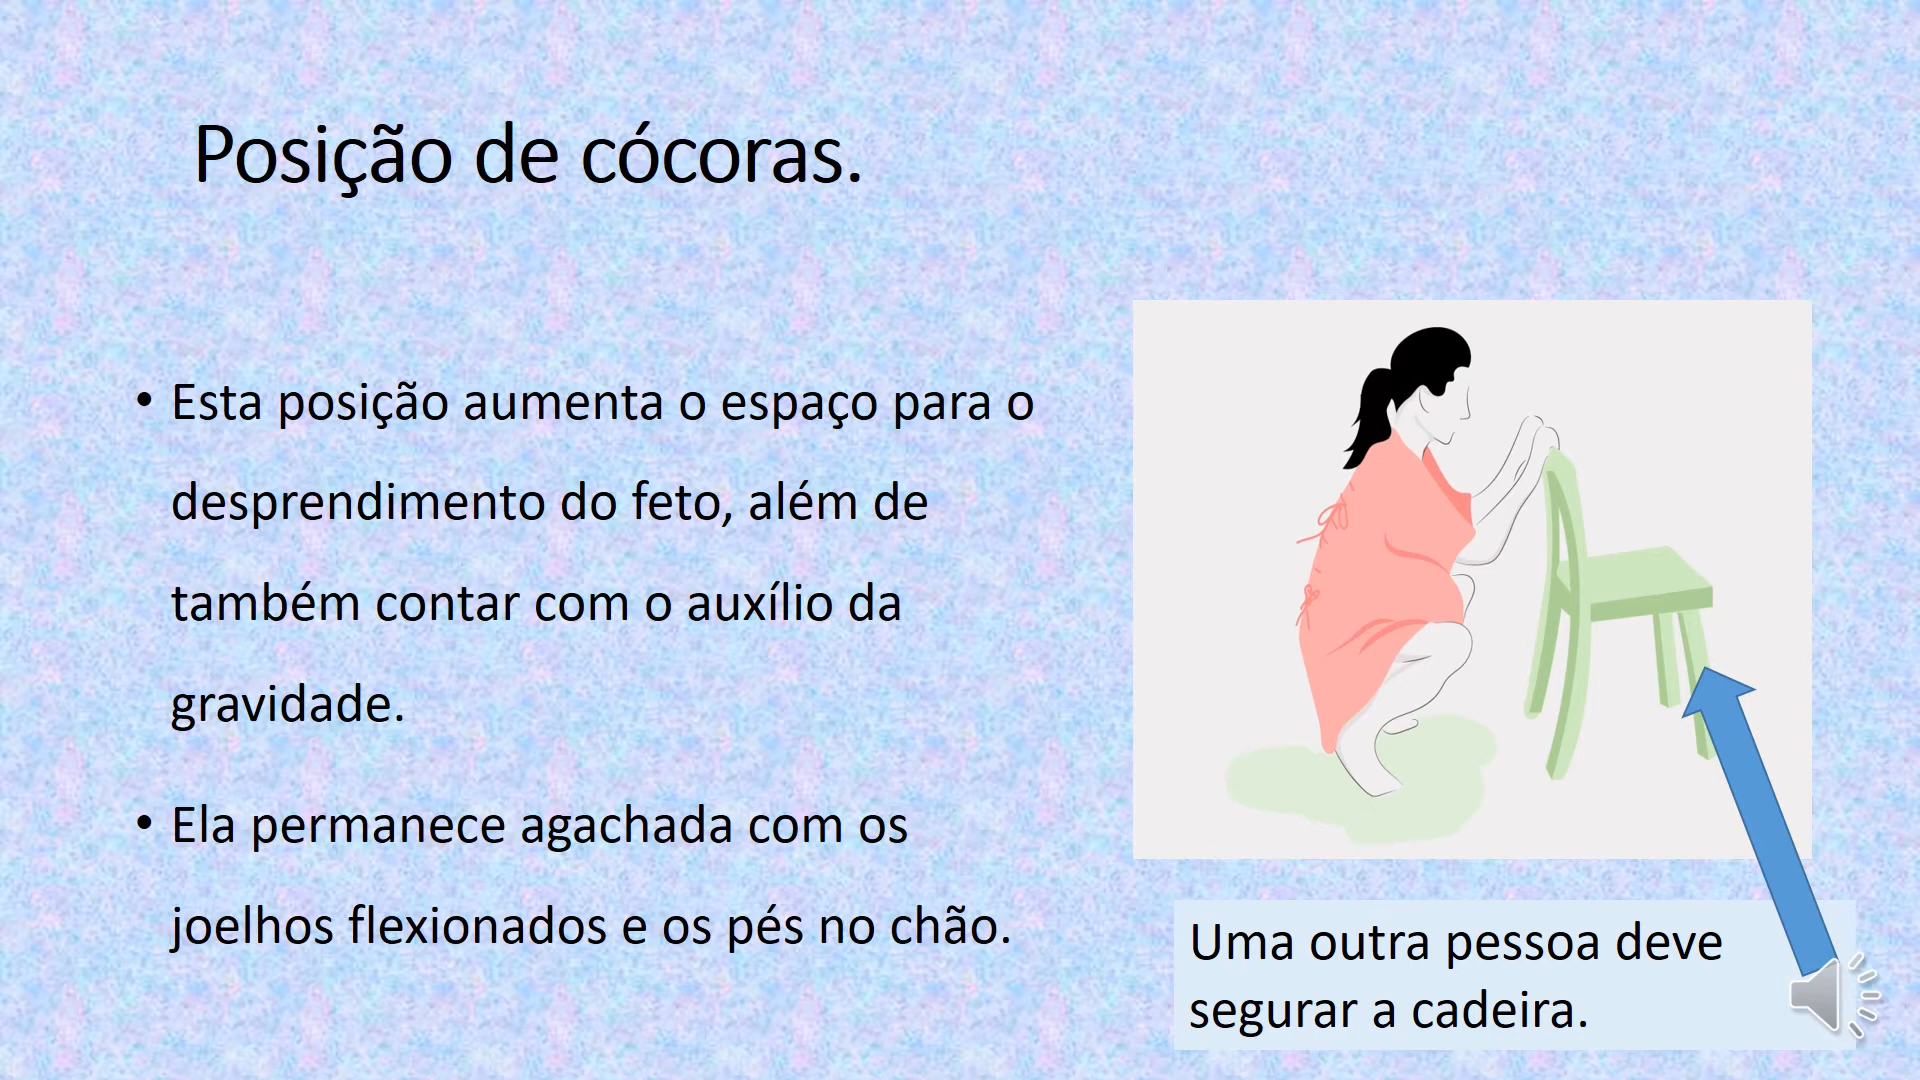 Posição de cócoras.
• Esta posição aumenta o espaço para o
desprendimento do feto, além de
também contar com o auxílio da
gravidade.
• Ela permanece agachada com os
joelhos flexionados e os pés no chão.
Uma outra pessoa deve
segurar a cadeira.